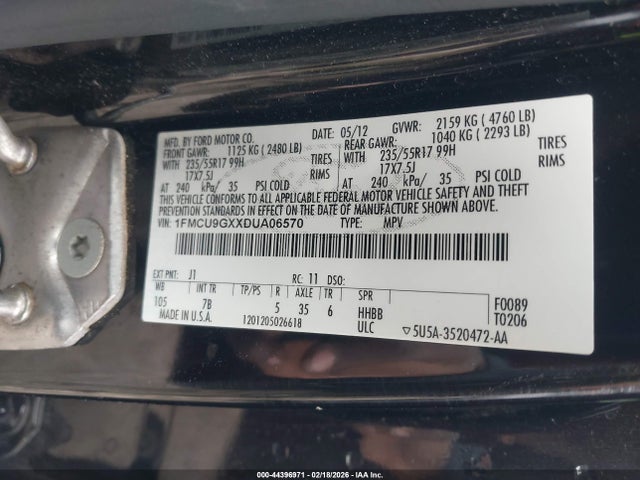 MFD. BY FORD MOTOR CO.
DATE: 05/12
GVWR: 2159 KG ( 4760 LB)
FRONT GAWR: 1125 KG ( 2480 LB)
REAR GAWR: 1040 KG ( 2293 LB)
WITH 235/55R17 99H TIRES
WITH 235/55R17 99H TIRES
17X7.5J RIMS
17X7.5J RIMS
AT 240 kPa/ 35 PSI COLD
AT 240 kPa/ 35 PSI COLD
THIS VEHICLE CONFORMS TO ALL APPLICABLE FEDERAL MOTOR VEHICLE SAFETY AND THEFT
PREVENTION STANDARDS IN EFFECT ON THE DATE OF MANUFACTURE SHOWN ABOVE.
VIN: 1FMCU9GXXDUA06570
TYPE: MPV
EXT PNT: J1 RC: 11 DSO:
WB INT TR TP/PS R AXLE TR SPR
105 7B 5 35 6 HHBB
F0089
T0206
MADE IN U.S.A. 1201205026618 ULC
▽5U5A-3520472-AA
000-44396971 | 02/18/2026 - IAA Inc.